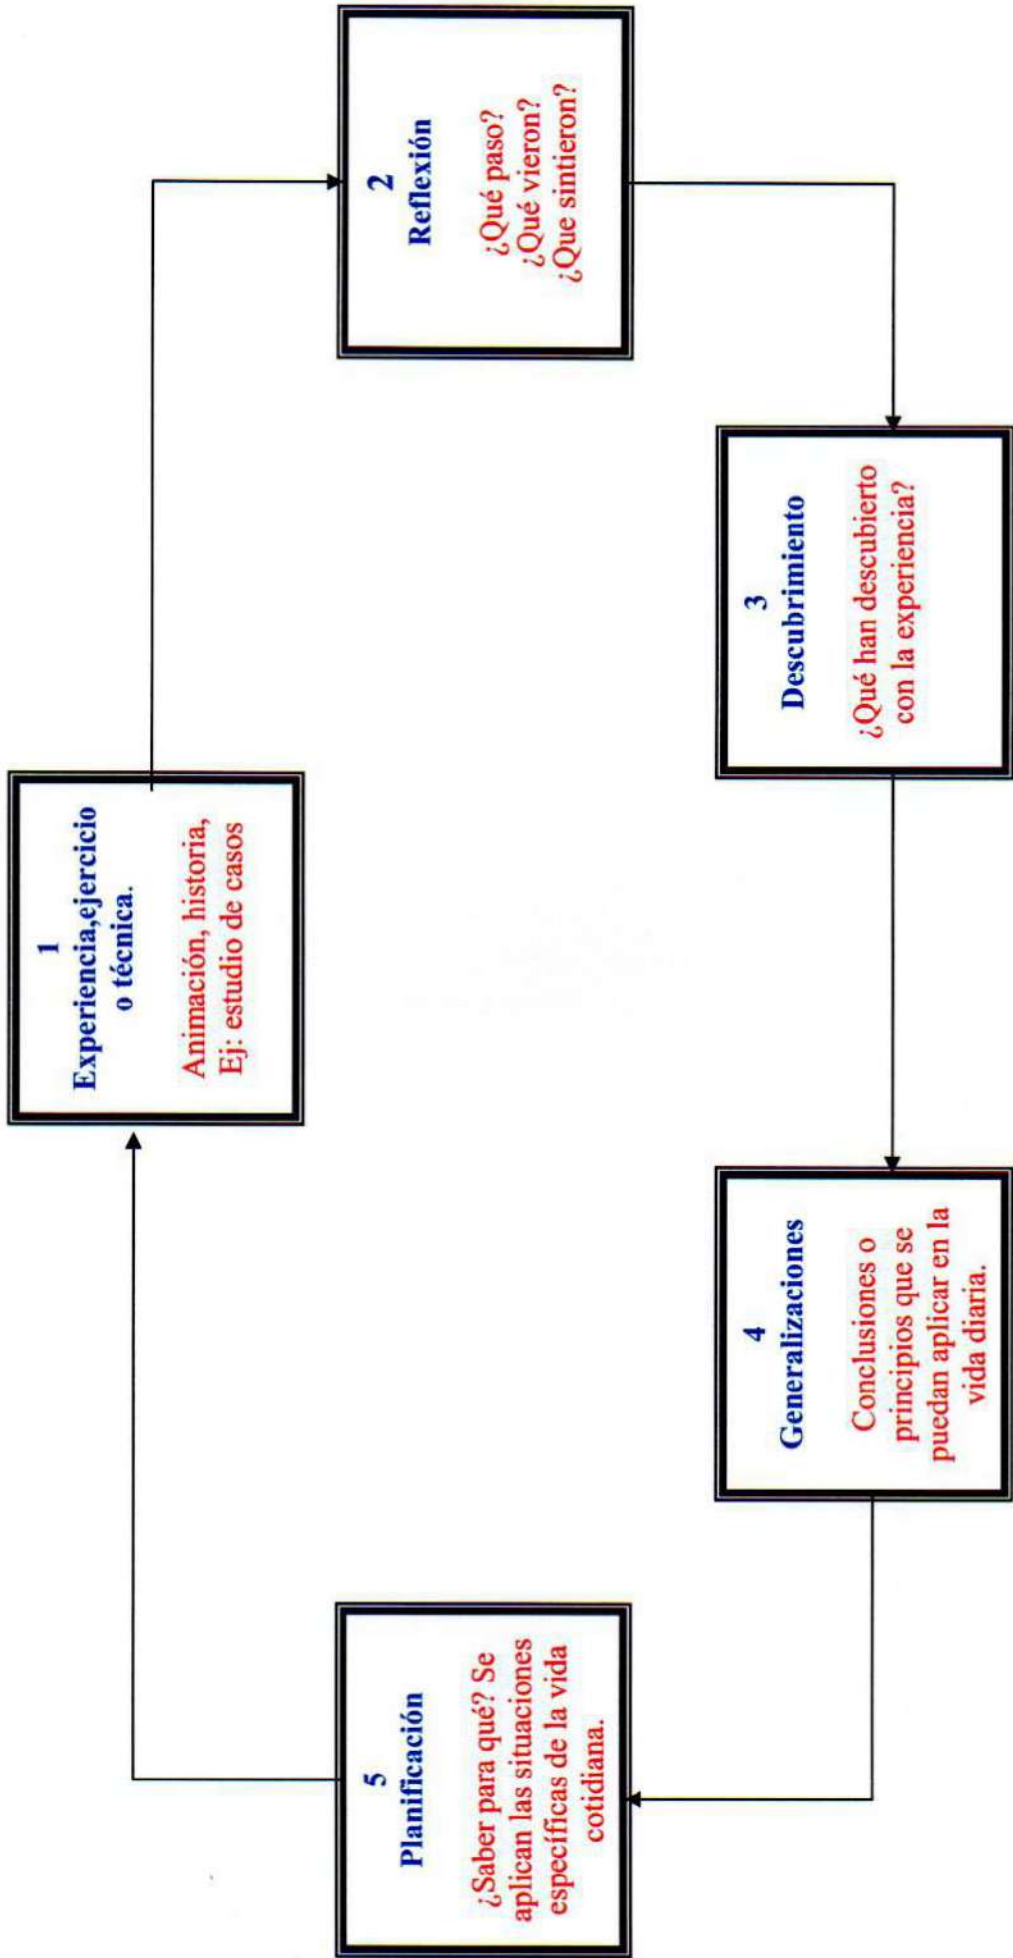 1
Experiencia,ejercicio
o técnica.
Animación, historia,
Ej: estudio de casos
2
Reflexión
¿Qué paso?
¿Qué vieron?
¿Que sintieron?
3
Descubrimiento
¿Qué han descubierto
con la experiencia?
4
Generalizaciones
Conclusiones o
principios que se
puedan aplicar en la
vida diaria.
5
Planificación
¿Saber para qué? Se
aplican las situaciones
específicas de la vida
cotidiana.